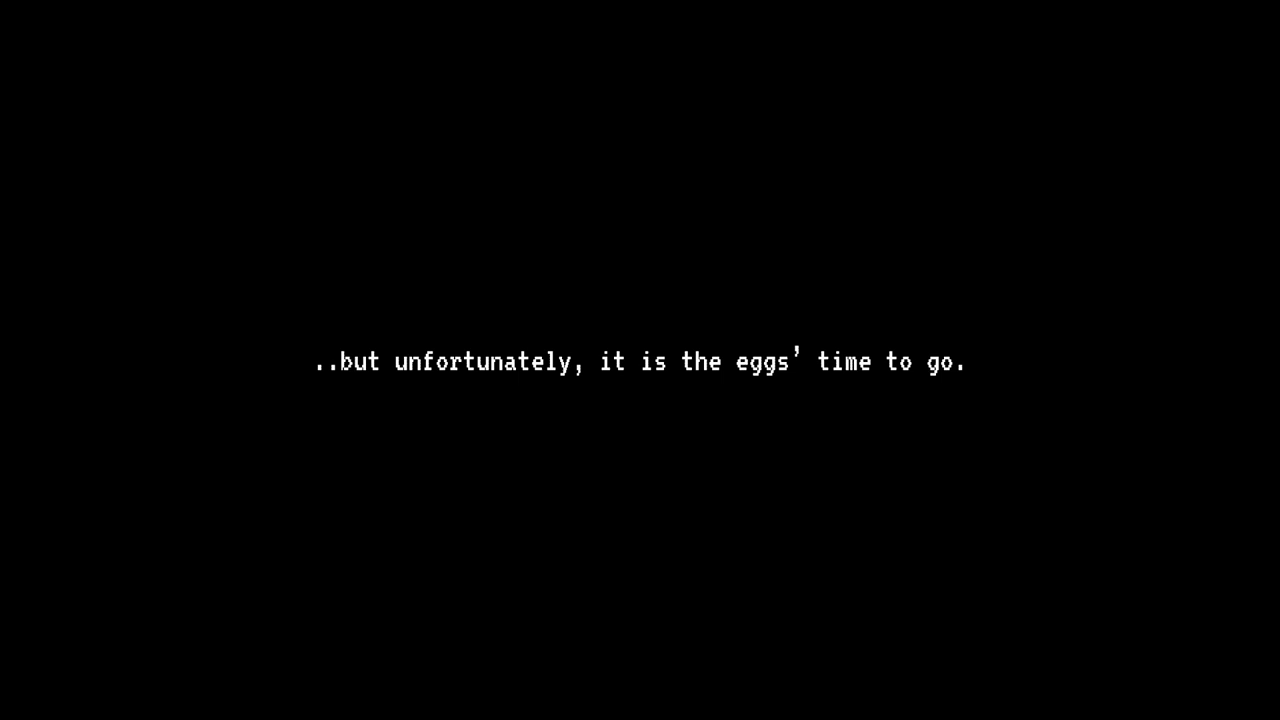 ..but unfortunately, it is the eggs’ time to go.